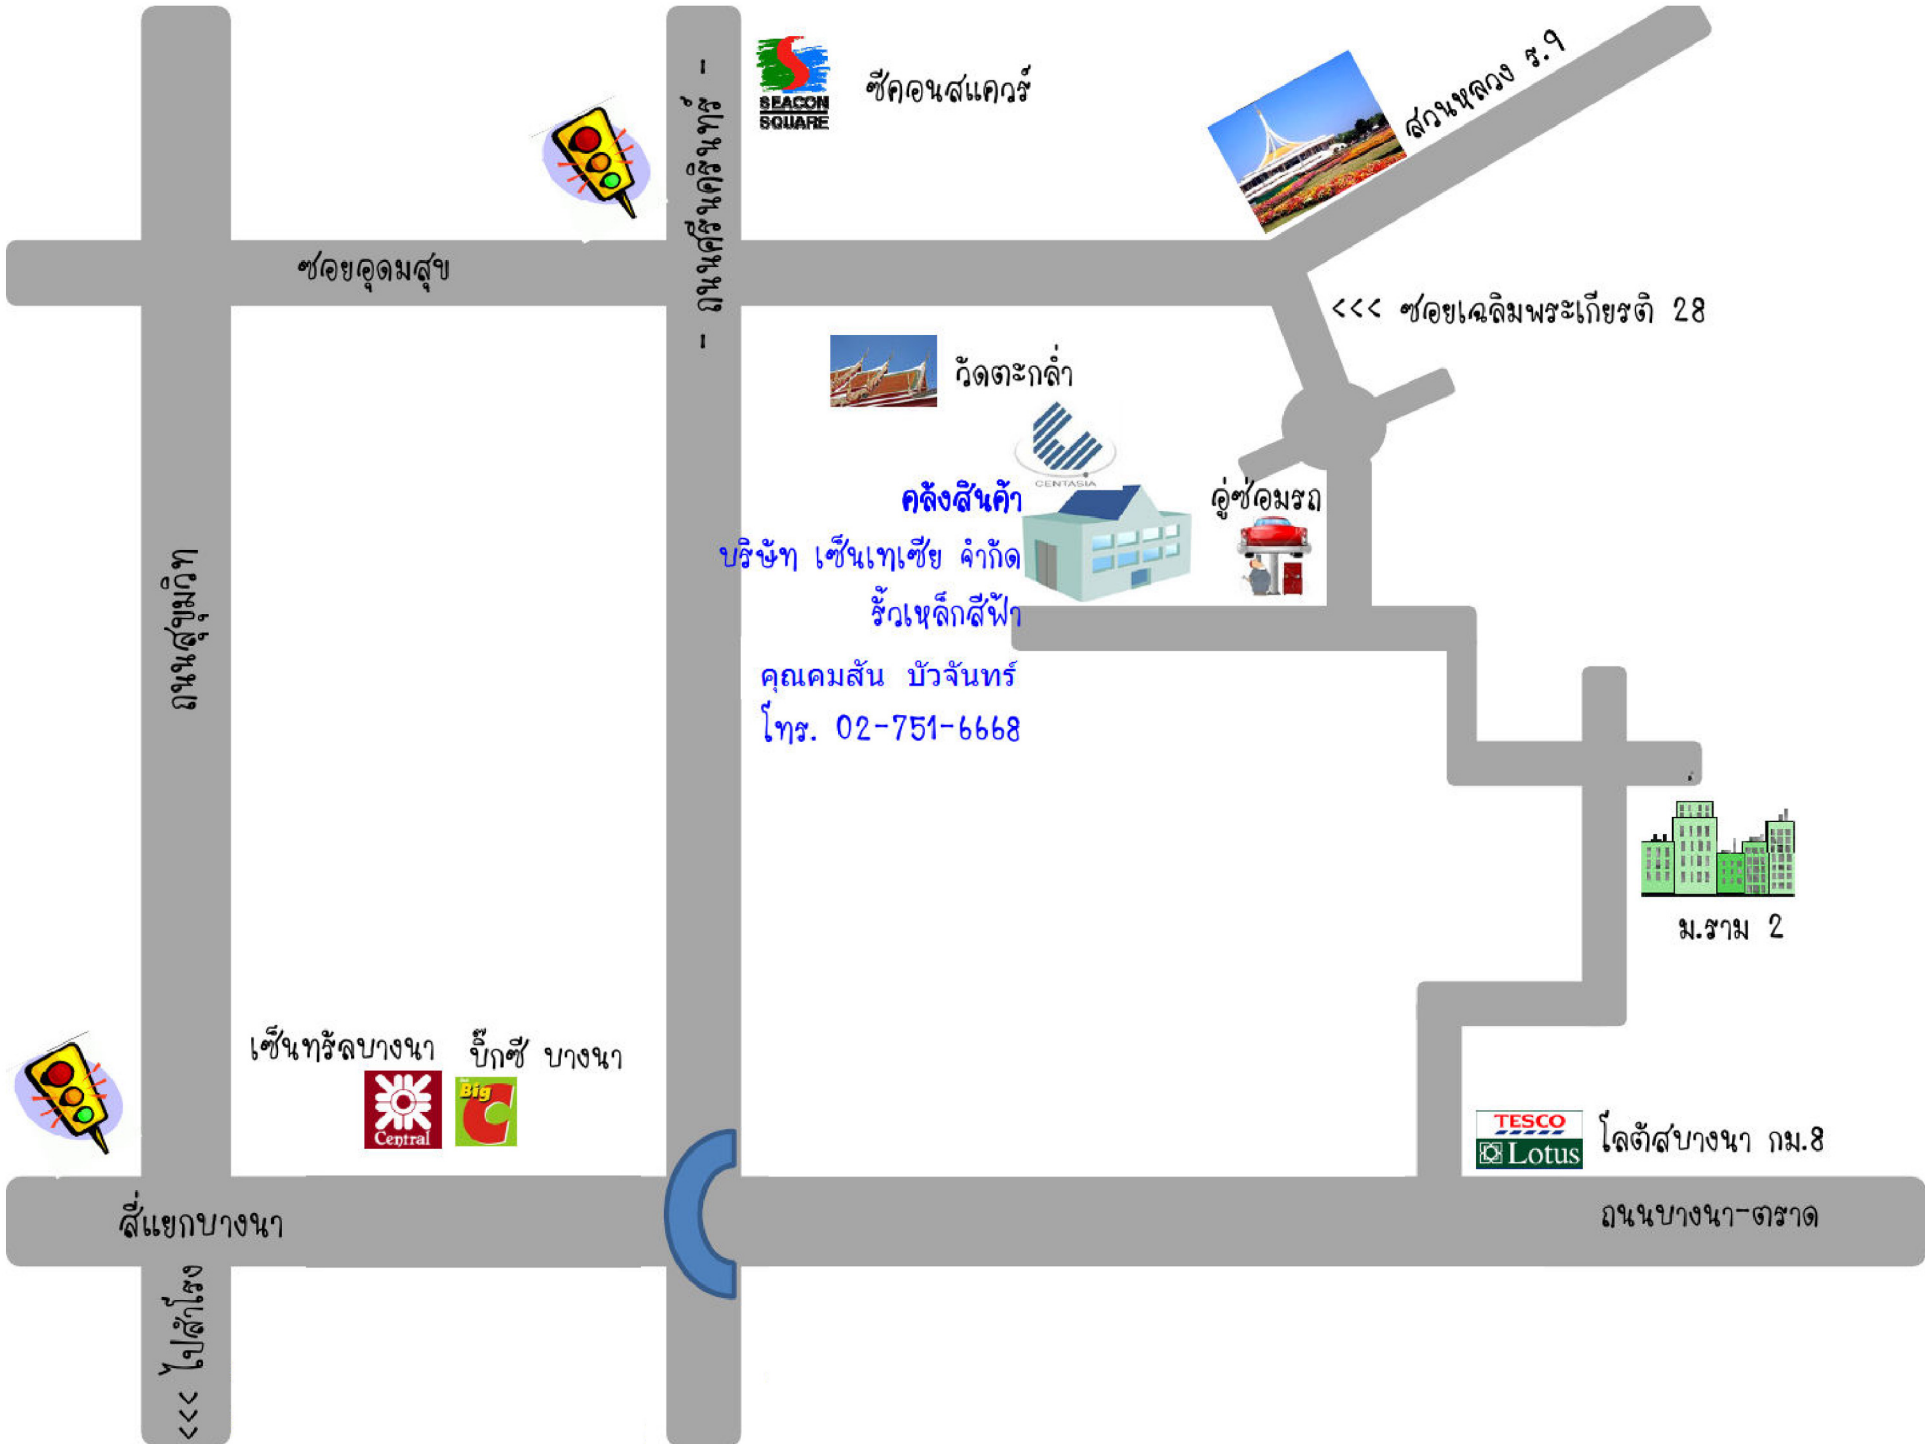 SEACON
SQUARE
ซีคอนสแควร์
สวนหลวง ร.9
- ถนนศรีนครินทร์ -
ซอยอุดมสุข
<<< ซอยเฉลิมพระเกียรติ 28
วัดตะกล่ำ
CENTASIA
คลังสินค้า
อู่ซ่อมรถ
บริษัท เซ็นเทเซีย จำกัด
รั้วเหล็กสีฟ้า
คุณคมสัน บัวจันทร์
โทร. 02-751-6668
ถนนสุขุมวิท
ม.ราม 2
เซ็นทรัลบางนา
บิ๊กซี บางนา
Central
Big
C
TESCO
Lotus
โลตัสบางนา กม.8
สี่แยกบางนา
ถนนบางนา-ตราด
<<< ไปสำโรง